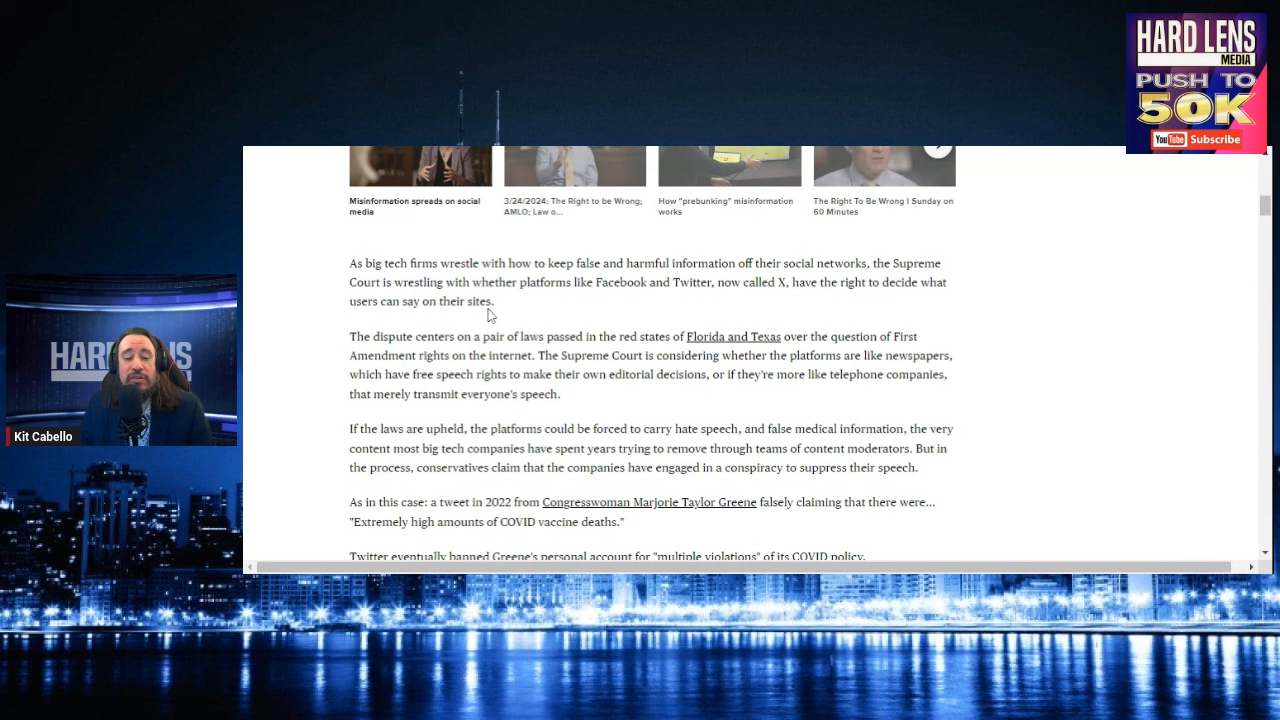 HARD LENS
MEDIA
PUSH TO
50K
YouTube Subscribe
Misinformation spreads on social
media
3/24/2024: The Right to be Wrong;
AMLO; Law o...
How "prebunking" misinformation
works
The Right To Be Wrong | Sunday on
60 Minutes
As big tech firms wrestle with how to keep false and harmful information off their social networks, the Supreme
Court is wrestling with whether platforms like Facebook and Twitter, now called X, have the right to decide what
users can say on their sites.
The dispute centers on a pair of laws passed in the red states of Florida and Texas over the question of First
Amendment rights on the internet. The Supreme Court is considering whether the platforms are like newspapers,
which have free speech rights to make their own editorial decisions, or if they're more like telephone companies,
that merely transmit everyone's speech.
If the laws are upheld, the platforms could be forced to carry hate speech, and false medical information, the very
content most big tech companies have spent years trying to remove through teams of content moderators. But in
the process, conservatives claim that the companies have engaged in a conspiracy to suppress their speech.
As in this case: a tweet in 2022 from Congresswoman Marjorie Taylor Greene falsely claiming that there were...
"Extremely high amounts of COVID vaccine deaths."
Twitter eventually banned Greene's personal account for "multiple violations" of its COVID policy.
Kit Cabello